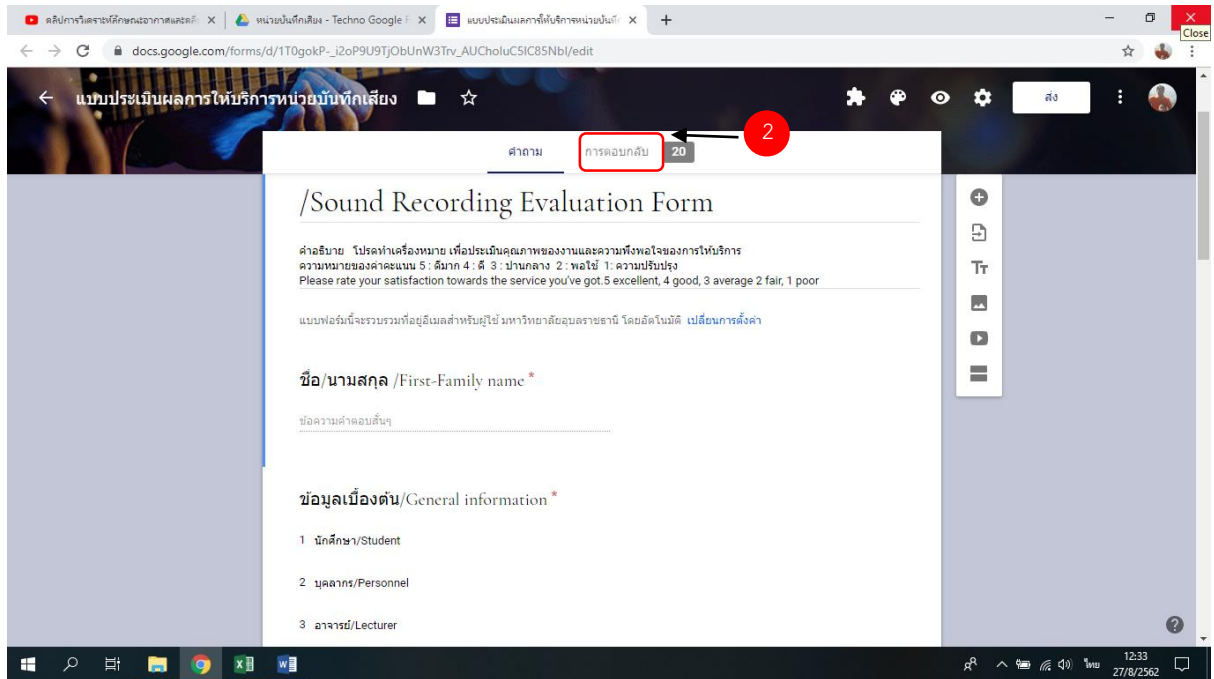 คลิปการวิเคราะห์ลักษณะอากาศและคลื
หน่วยบันทึกเสียง - Techno Google F
แบบประเมินผลการให้บริการหน่วยบันทึก
Close
docs.google.com/forms/d/1T0gokP-_i2oP9U9TjObUnW3Trv_AUCholuC5lC85NbI/edit
แบบประเมินผลการให้บริการหน่วยบันทึกเสียง
ส่ง
2
คำถาม
การตอบกลับ
20
/Sound Recording Evaluation Form
คำอธิบาย โปรดทำเครื่องหมาย เพื่อประเมินคุณภาพของงานและความพึงพอใจของการให้บริการ
ความหมายของค่าคะแนน 5 : ดีมาก 4 : ดี 3 : ปานกลาง 2 : พอใช้ 1: ความปรับปรุง
Please rate your satisfaction towards the service you've got.5 excellent, 4 good, 3 average 2 fair, 1 poor
แบบฟอร์มนี้จะรวบรวมที่อยู่อีเมลสำหรับผู้ใช้ มหาวิทยาลัยอุบลราชธานี โดยอัตโนมัติ เปลี่ยนการตั้งค่า
ชื่อ/นามสกุล /First-Family name *
ข้อความคำตอบสั้นๆ
ข้อมูลเบื้องต้น/General information *
1 นักศึกษา/Student
2 บุคลากร/Personnel
3 อาจารย์/Lecturer
ไทย
12:33
27/8/2562